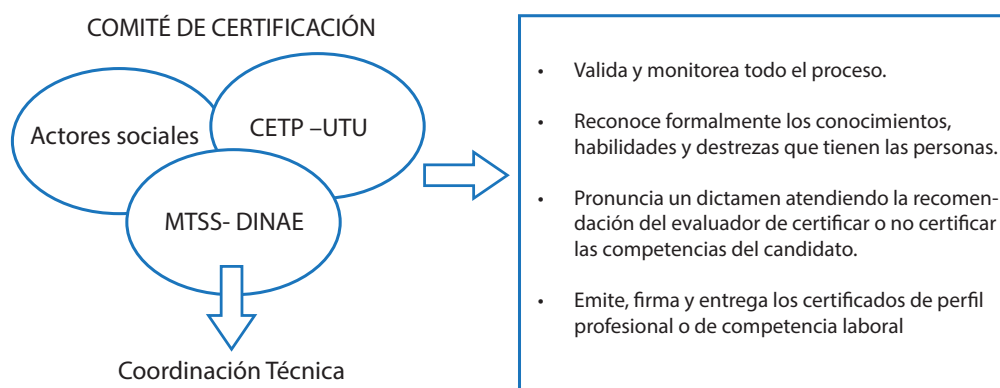 COMITÉ DE CERTIFICACIÓN
Actores sociales
CETP –UTU
MTSS- DINAE
Coordinación Técnica
• Valida y monitorea todo el proceso.
• Reconoce formalmente los conocimientos,
habilidades y destrezas que tienen las personas.
• Pronuncia un dictamen atendiendo la recomen-
dación del evaluador de certificar o no certificar
las competencias del candidato.
• Emite, firma y entrega los certificados de perfil
profesional o de competencia laboral